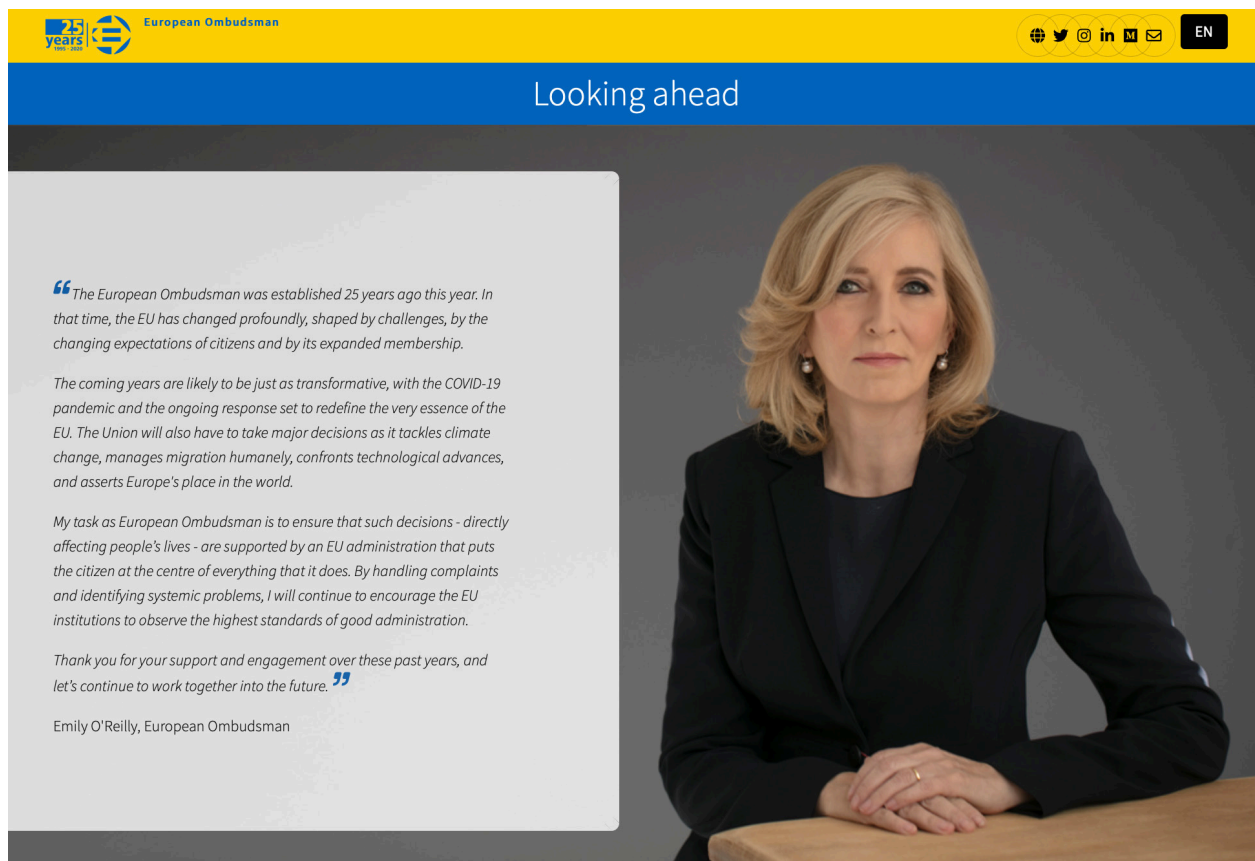 25
years
1995 - 2020
European Ombudsman
EN
Looking ahead
“ The European Ombudsman was established 25 years ago this year. In
that time, the EU has changed profoundly, shaped by challenges, by the
changing expectations of citizens and by its expanded membership.
The coming years are likely to be just as transformative, with the COVID-19
pandemic and the ongoing response set to redefine the very essence of the
EU. The Union will also have to take major decisions as it tackles climate
change, manages migration humanely, confronts technological advances,
and asserts Europe's place in the world.
My task as European Ombudsman is to ensure that such decisions - directly
affecting people’s lives - are supported by an EU administration that puts
the citizen at the centre of everything that it does. By handling complaints
and identifying systemic problems, I will continue to encourage the EU
institutions to observe the highest standards of good administration.
Thank you for your support and engagement over these past years, and
let’s continue to work together into the future. ”
Emily O'Reilly, European Ombudsman